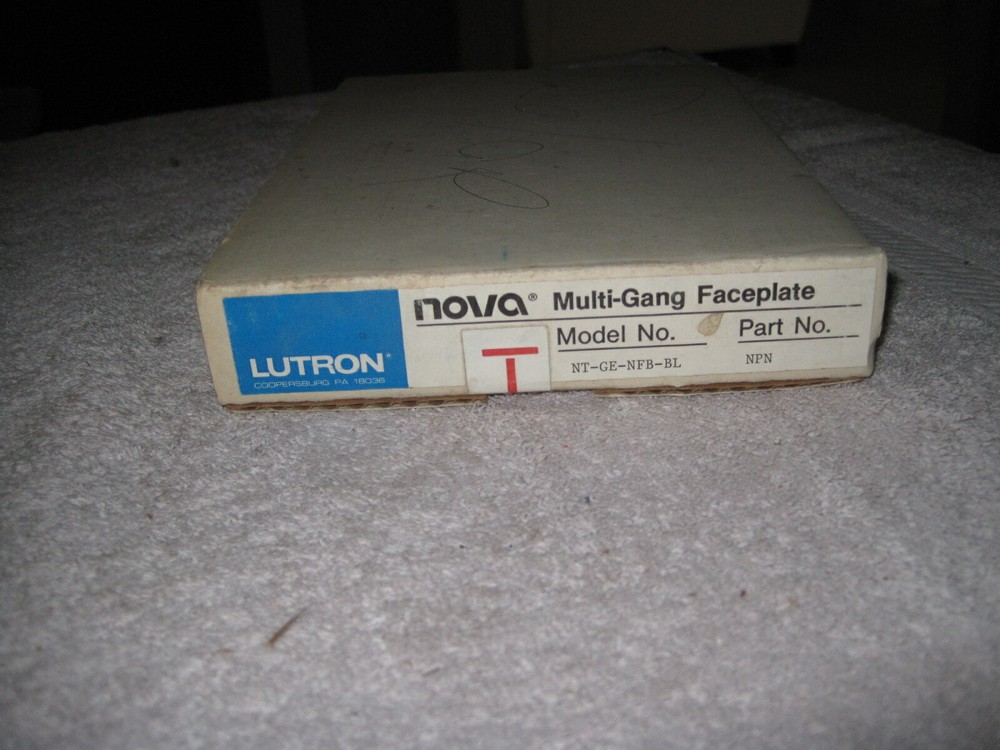 LUTRON®
COOPERSBURG PA 18036
nova® Multi-Gang Faceplate
Model No. Part No.
NT-GE-NFB-BL NPN
T